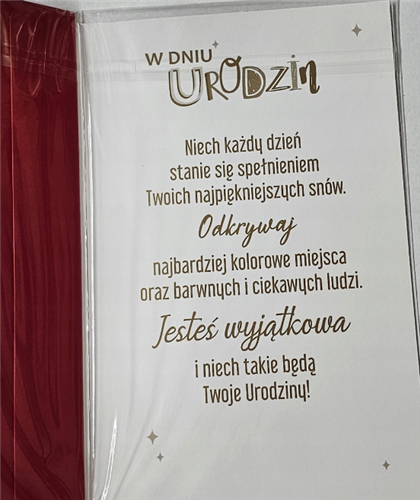 W DNIU
URODZIN
Niech każdy dzień
stanie się spełnieniem
Twoich najpiękniejszych snów.
Odkrywaj
najbardziej kolorowe miejsca
oraz barwnych i ciekawych ludzi.
Jesteś wyjątkowa
i niech takie będą
Twoje Urodziny!